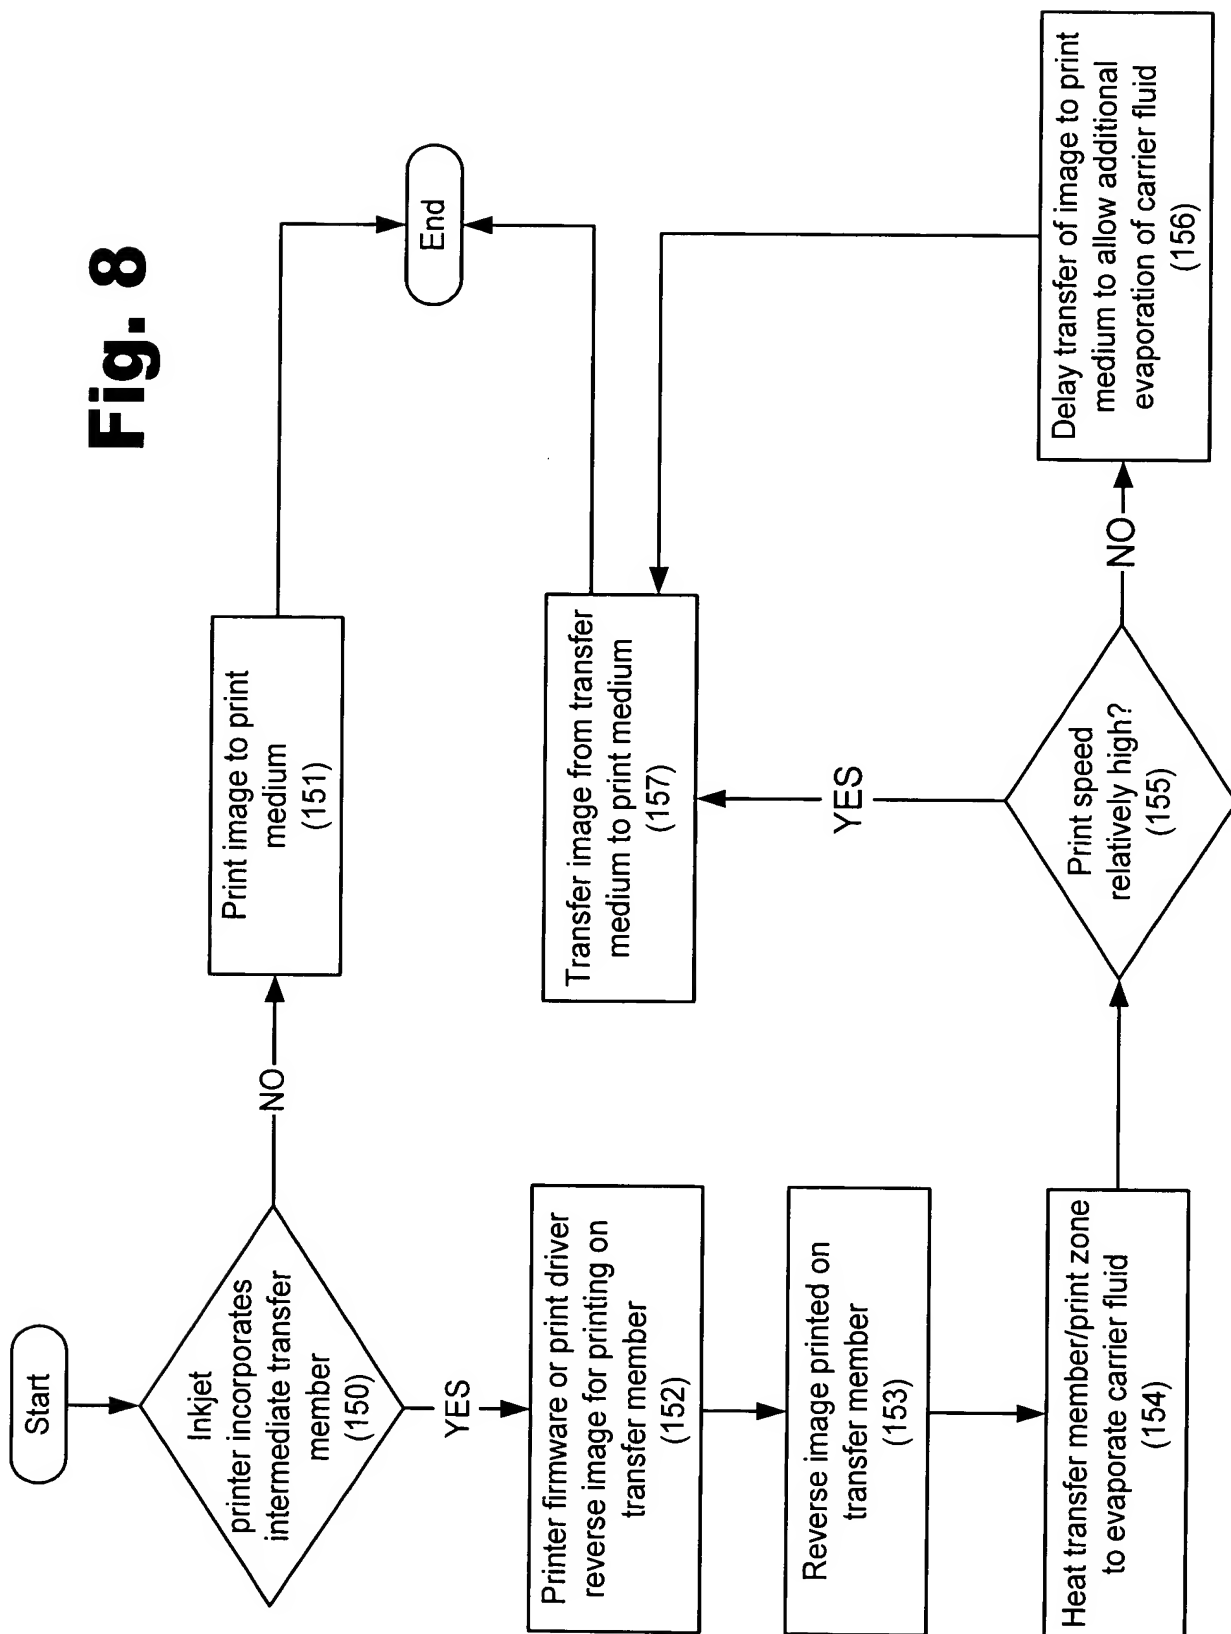 Fig. 8
Start
Inkjet
printer incorporates
intermediate transfer
member
(150)
NO
Print image to print
medium
(151)
End
YES
Printer firmware or print driver
reverse image for printing on
transfer member
(152)
Reverse image printed on
transfer member
(153)
Heat transfer member/print zone
to evaporate carrier fluid
(154)
Print speed
relatively high?
(155)
YES
Transfer image from transfer
medium to print medium
(157)
NO
Delay transfer of image to print
medium to allow additional
evaporation of carrier fluid
(156)